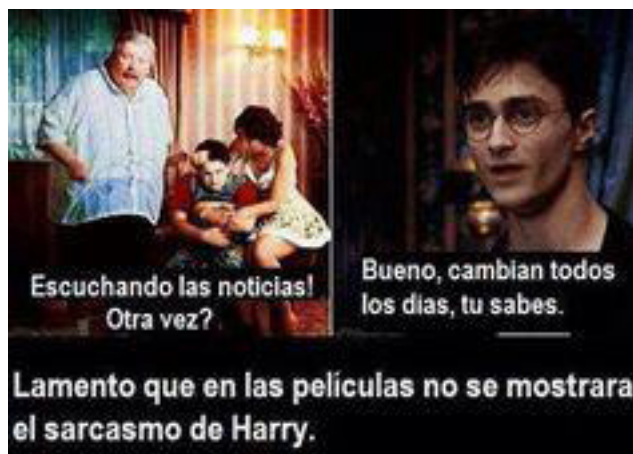 Escuchando las noticias!
Otra vez?
Bueno, cambian todos
los dias, tu sabes.
Lamento que en las películas no se mostrara
el sarcasmo de Harry.